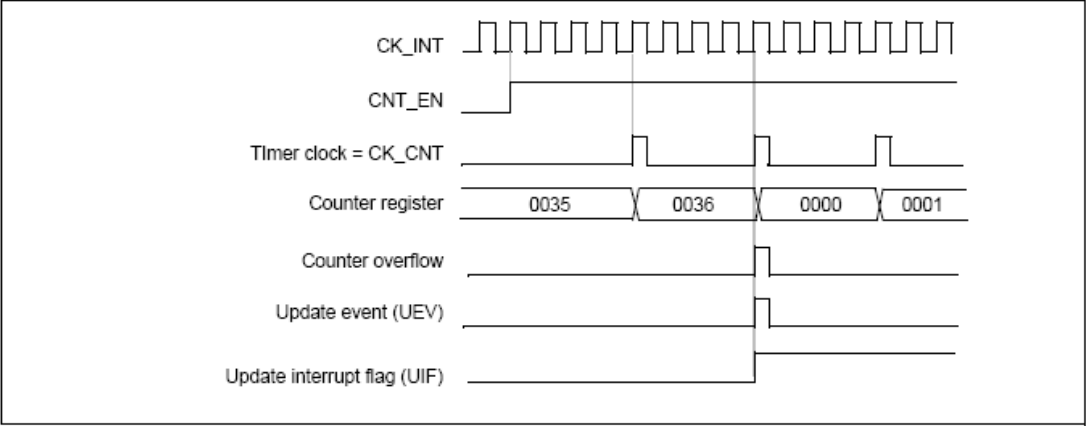 CK_INT
CNT_EN
TImer clock = CK_CNT
Counter register 0035 0036 0000 0001
Counter overflow
Update event (UEV)
Update interrupt flag (UIF)